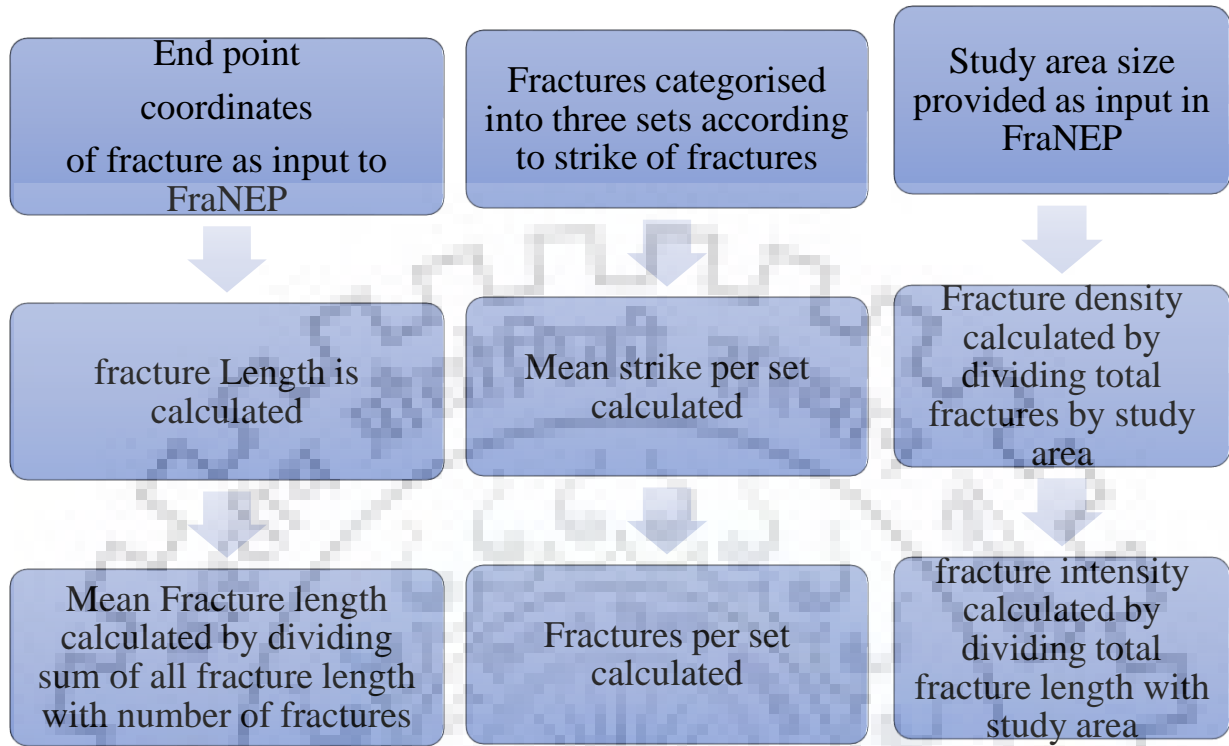 End point
coordinates
of fracture as input to
FraNEP
fracture Length is
calculated
Mean Fracture length
calculated by dividing
sum of all fracture length
with number of fractures
Fractures categorised
into three sets according
to strike of fractures
Mean strike per set
calculated
Fractures per set
calculated
Study area size
provided as input in
FraNEP
Fracture density
calculated by
dividing total
fractures by study
area
fracture intensity
calculated by
dividing total
fracture length with
study area